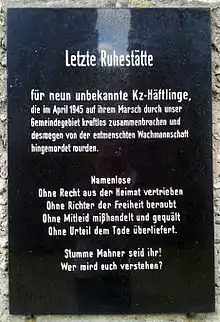 Letzte Ruhestätte
für neun unbekannte Kz-Häftlinge,
die im April 1945 auf ihrem Marsch durch unser
Gemeindegebiet kraftlos zusammenbrachen und
deswegen von der entmenschten Wachmannschaft
hingemordet wurden.
Namenlose
Ohne Recht aus der Heimat vertrieben
Ohne Richter der Freiheit beraubt
Ohne Mitleid mißhandelt und gequält
Ohne Urteil dem Tode überliefert.
Stumme Mahner seid ihr!
Wer wird euch verstehen?